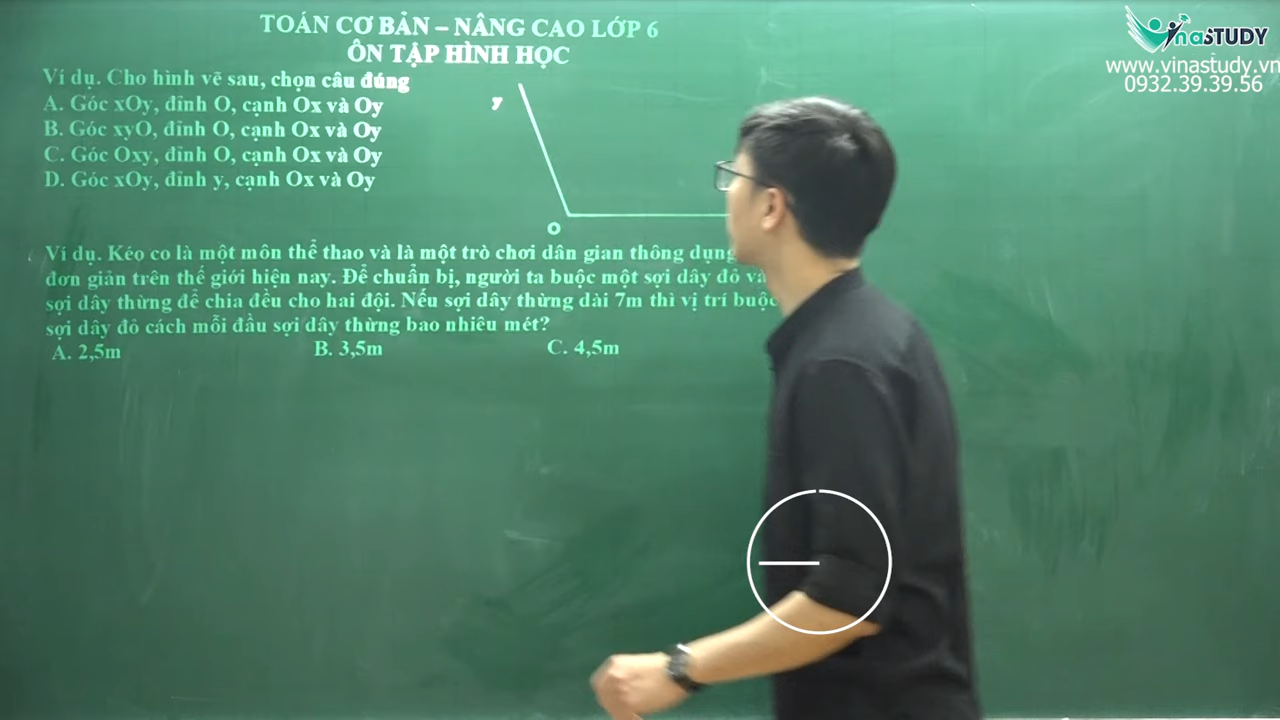 TOÁN CƠ BẢN – NÂNG CAO LỚP 6
ÔN TẬP HÌNH HỌC
Ví dụ. Cho hình vẽ sau, chọn câu đúng
A. Góc xOy, đỉnh O, cạnh Ox và Oy
B. Góc xyO, đỉnh O, cạnh Ox và Oy
C. Góc Oxy, đỉnh O, cạnh Ox và Oy
D. Góc xOy, đỉnh y, cạnh Ox và Oy
y
O
Ví dụ. Kéo co là một môn thể thao và là một trò chơi dân gian thông dụng
đơn giản trên thế giới hiện nay. Để chuẩn bị, người ta buộc một sợi dây đỏ và
sợi dây thừng để chia đều cho hai đội. Nếu sợi dây thừng dài 7m thì vị trí buộc
sợi dây đỏ cách mỗi đầu sợi dây thừng bao nhiêu mét?
A. 2,5m B. 3,5m C. 4,5m
VinaSTUDY
www.vinastudy.vn
0932.39.39.56